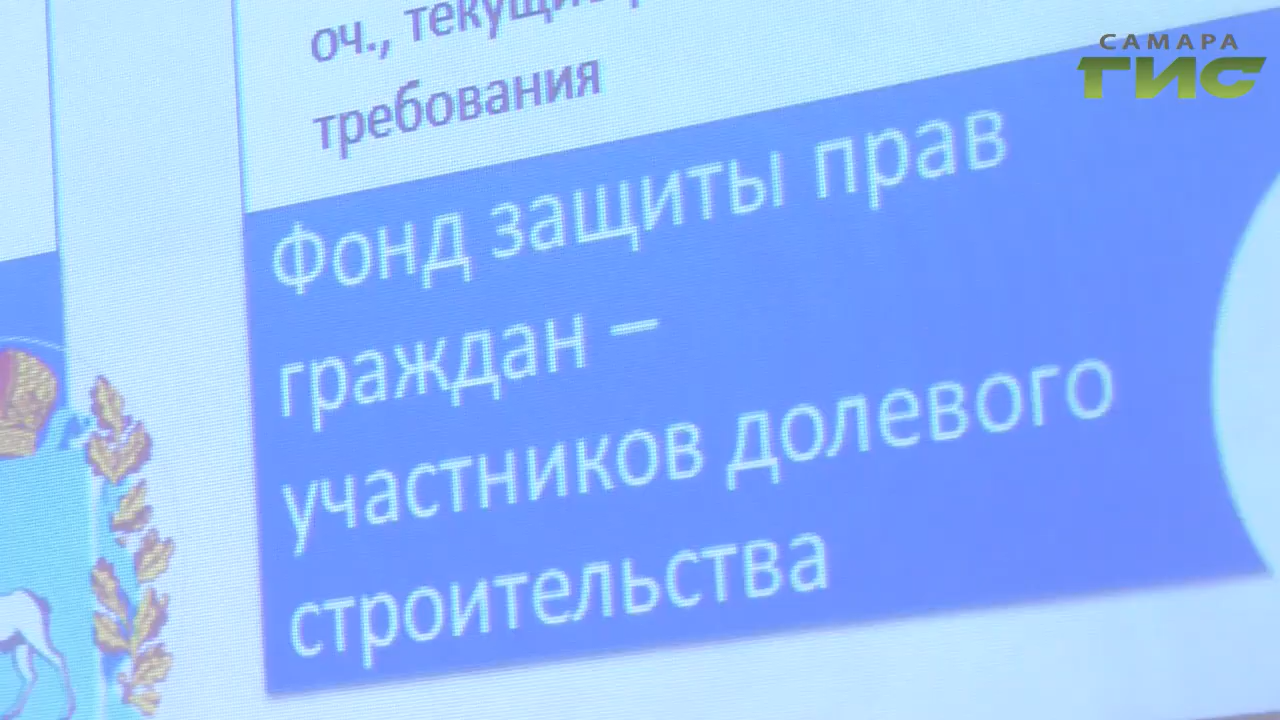 оч., текущие
требования
САМАРА
ГИС
Фонд защиты прав
граждан –
участников долевого
строительства